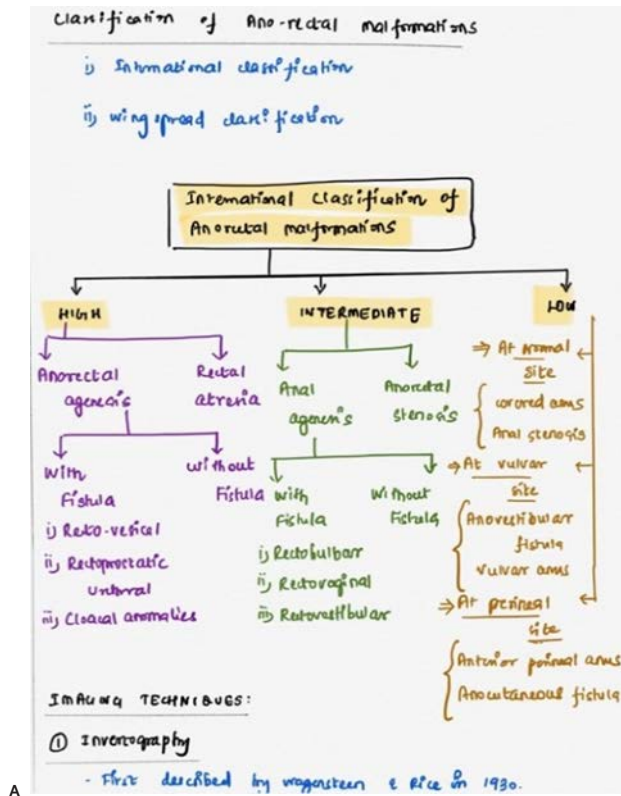 Classification of Ano-rectal malformations
i) International classification
ii) wingspread classification
International Classification of
Anorectal malformations
HIGH
Anorectal
agenesis
Rectal
atresia
With
Fistula
without
Fistula
i) Recto-vesical
ii) Rectoprostatic
Urethral
iii) Cloacal anomalies
INTERMEDIATE
Anal
agenesis
Anorectal
stenosis
With
Fistula
Without
Fistula
i) Rectobulbar
ii) Rectovaginal
iii) Rectovestibular
LOW
⇒ At normal
site
covered anus
Anal stenosis
⇒ At vulvar
site
Anovestibular
fistula
vulvar anus
⇒ At perineal
site
Anterior perineal anus
Anocutaneous fistula
IMAGING TECHNIQUES:
① Invertography
- First described by wagensteen & Rice in 1930.
A